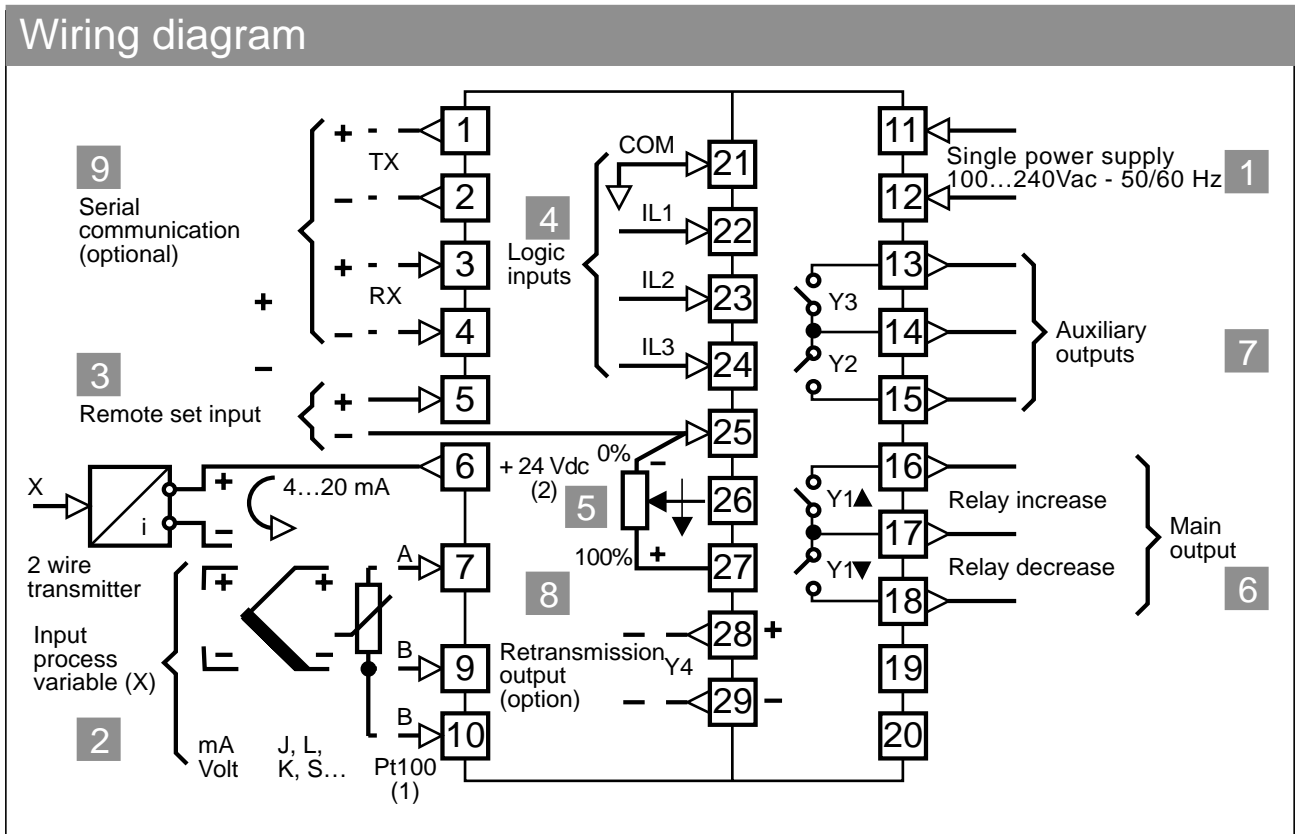 Wiring diagram
9
Serial
communication
(optional)
+ 1
TX
− 2
+ 3
RX
− 4
+
−
3
Remote set input
+ 5
−
6
+ 24 Vdc
(2)
X
i
+
−
4…20 mA
2 wire
transmitter
Input
process
variable (X)
2
+
−
mA
Volt
+
−
J, L,
K, S…
A 7
B 9
B 10
Pt100
(1)
4
Logic
inputs
COM 21
IL1 22
IL2 23
IL3 24
25
0%
−
5
26
100% + 27
8
Retransmission
output
(option)
Y4
28 +
29 −
11
Single power supply
100…240Vac - 50/60 Hz
1
12
13
Y3
14
Y2
15
Auxiliary
outputs
7
16
Y1▲
Relay increase
17
Y1▼
Relay decrease
18
Main
output
6
19
20